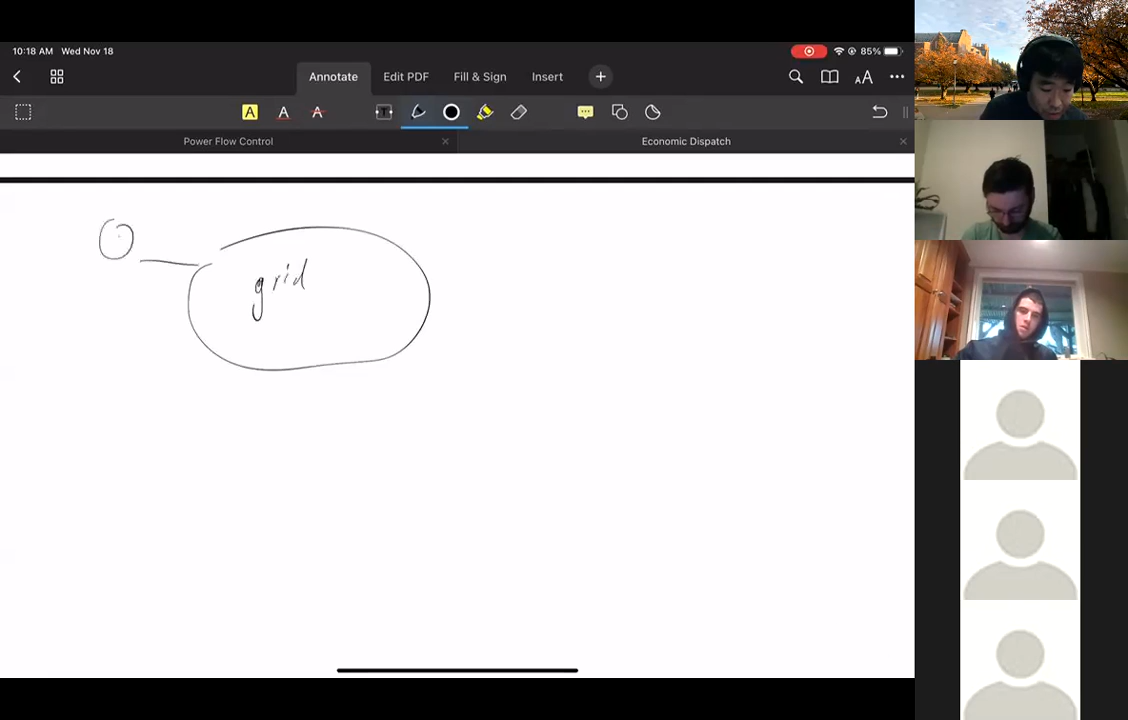 10:18 AM Wed Nov 18
85%
Annotate Edit PDF Fill & Sign Insert
Power Flow Control
Economic Dispatch
grid